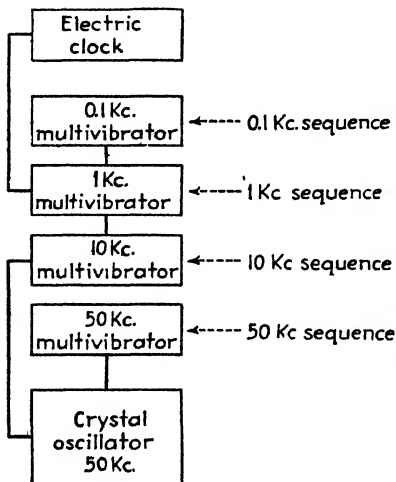 Electric
clock
0.1 Kc.
multivibrator
0.1 Kc. sequence
1 Kc.
multivibrator
1 Kc sequence
10 Kc.
multivibrator
10 Kc sequence
50 Kc.
multivibrator
50 Kc sequence
Crystal
oscillator
50 Kc.